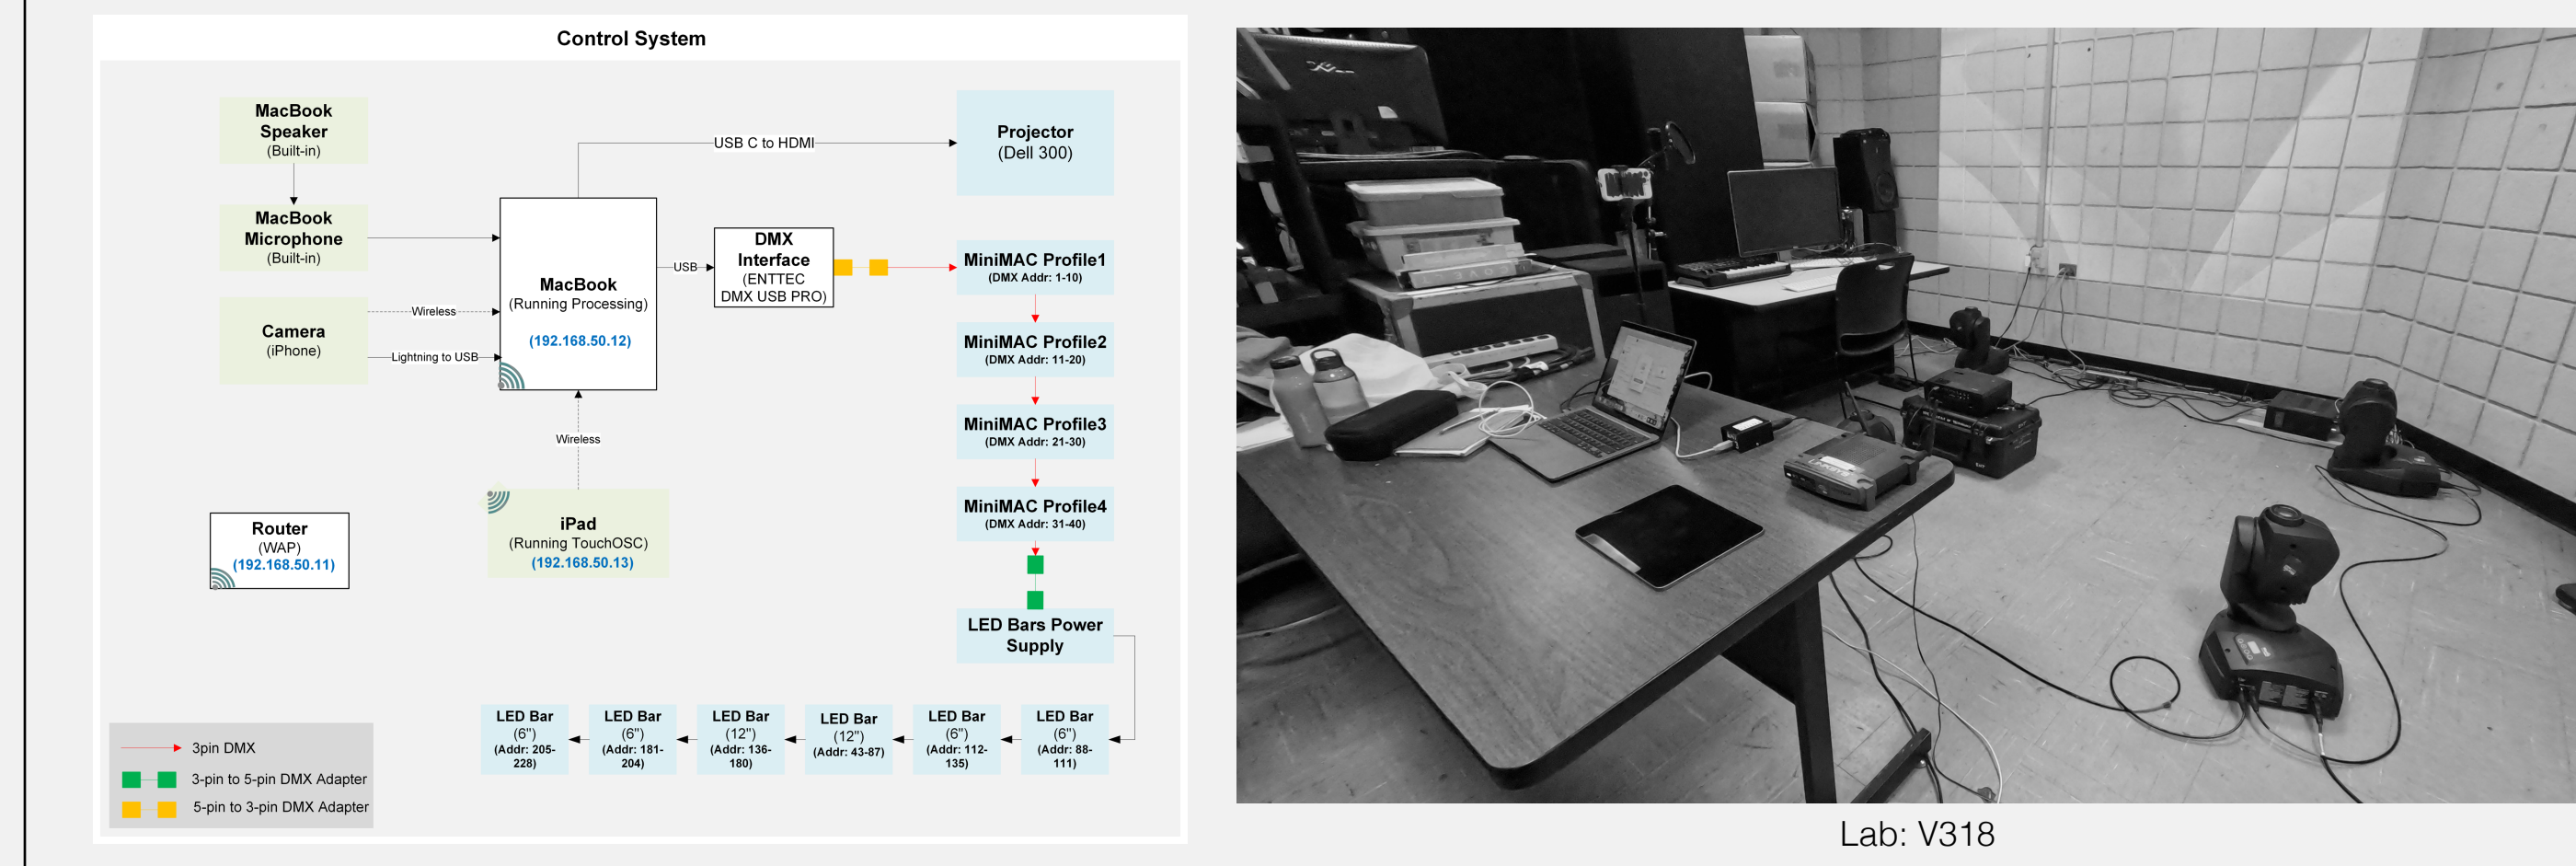 Control System
MacBook
Speaker
(Built-in)
MacBook
Microphone
(Built-in)
Camera
(iPhone)
Wireless
Lightning to USB
USB C to HDMI
MacBook
(Running Processing)
(192.168.50.12)
USB
DMX
Interface
(ENTTEC
DMX USB PRO)
Projector
(Dell 300)
MiniMAC Profile1
(DMX Addr: 1-10)
MiniMAC Profile2
(DMX Addr: 11-20)
MiniMAC Profile3
(DMX Addr: 21-30)
MiniMAC Profile4
(DMX Addr: 31-40)
Wireless
iPad
(Running TouchOSC)
(192.168.50.13)
Router
(WAP)
(192.168.50.11)
LED Bars Power
Supply
LED Bar
(6")
(Addr: 205-
228)
LED Bar
(6")
(Addr: 181-
204)
LED Bar
(12")
(Addr: 136-
180)
LED Bar
(12")
(Addr: 43-87)
LED Bar
(6")
(Addr: 112-
135)
LED Bar
(6")
(Addr: 88-
111)
3pin DMX
3-pin to 5-pin DMX Adapter
5-pin to 3-pin DMX Adapter
LINKSYS
Lab: V318